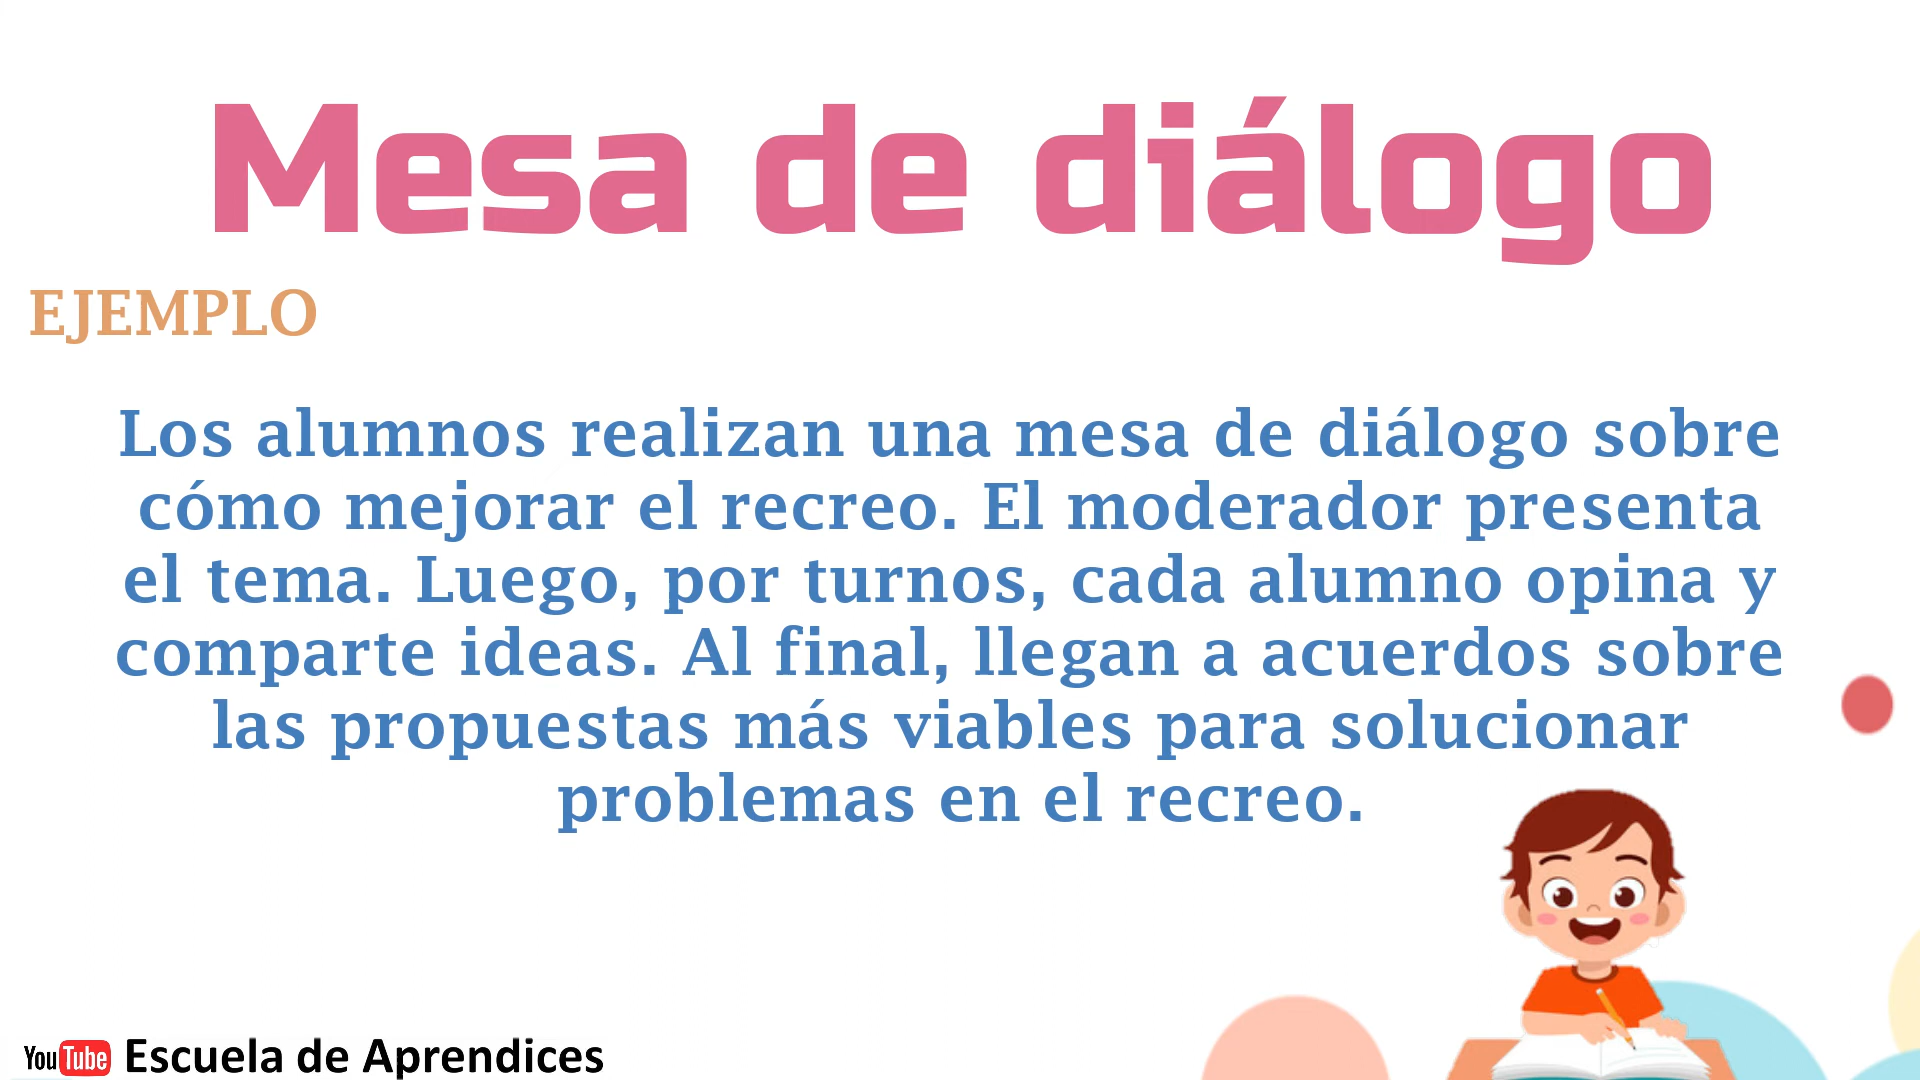 Mesa de diálogo
EJEMPLO
Los alumnos realizan una mesa de diálogo sobre
cómo mejorar el recreo. El moderador presenta
el tema. Luego, por turnos, cada alumno opina y
comparte ideas. Al final, llegan a acuerdos sobre
las propuestas más viables para solucionar
problemas en el recreo.
YouTube Escuela de Aprendices